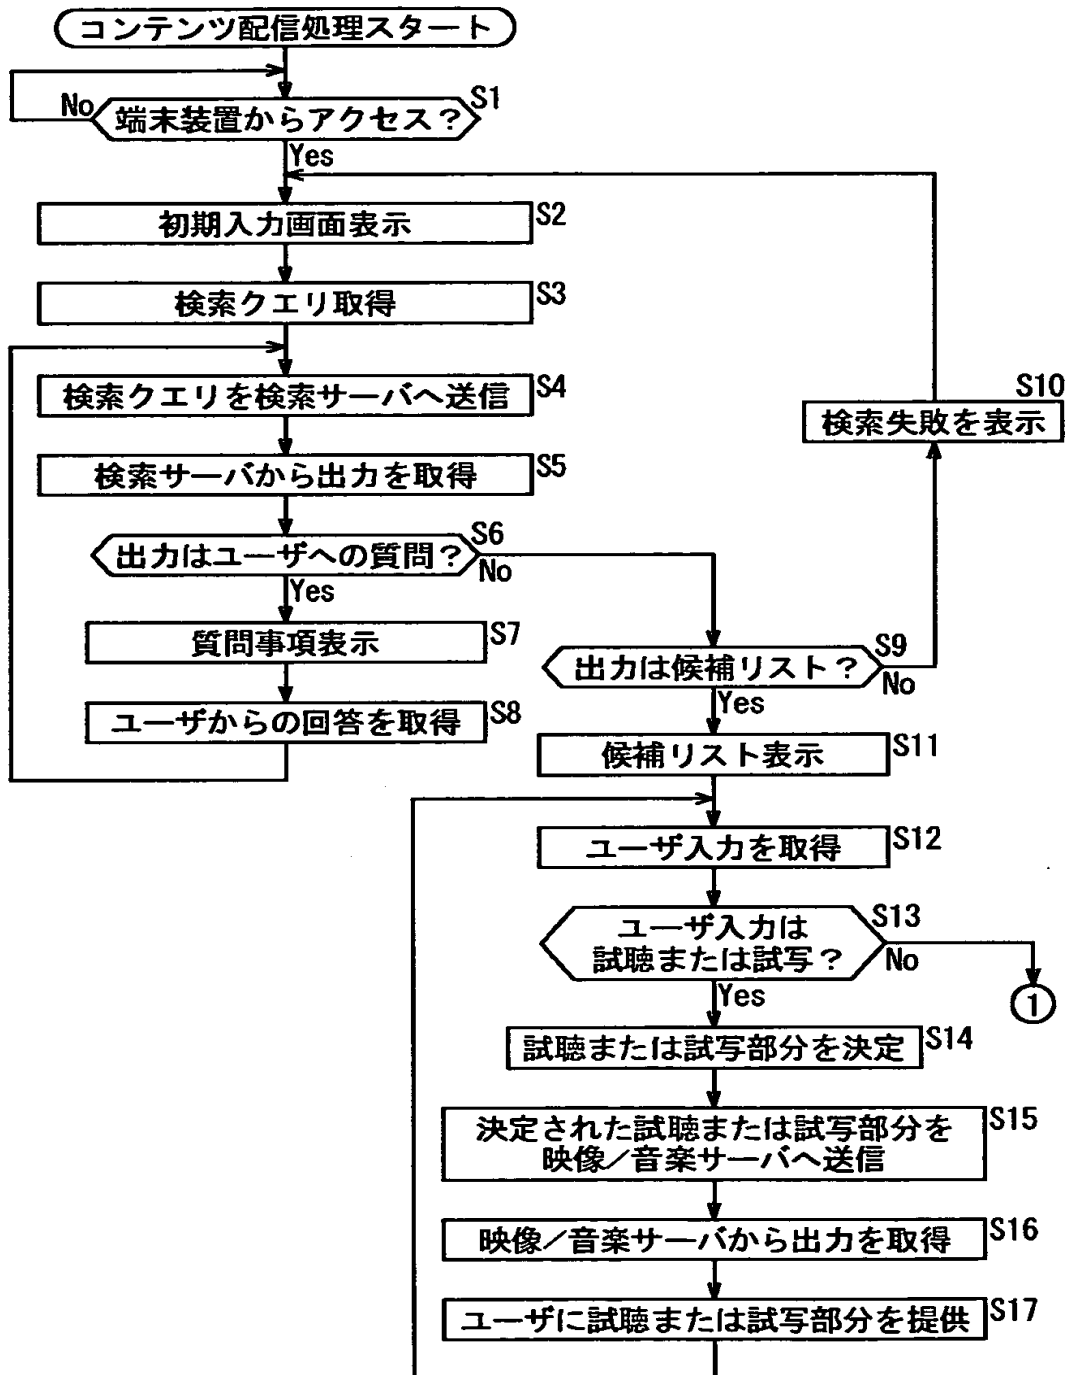 コンテンツ配信処理スタート
No
端末装置からアクセス？
S1
Yes
初期入力画面表示
S2
検索クエリ取得
S3
検索クエリを検索サーバへ送信
S4
検索サーバから出力を取得
S5
出力はユーザへの質問？
S6
No
Yes
質問事項表示
S7
ユーザからの回答を取得
S8
出力は候補リスト？
S9
No
Yes
S10
検索失敗を表示
候補リスト表示
S11
ユーザ入力を取得
S12
ユーザ入力は
試聴または試写？
S13
No
Yes
1
試聴または試写部分を決定
S14
決定された試聴または試写部分を
映像／音楽サーバへ送信
S15
映像／音楽サーバから出力を取得
S16
ユーザに試聴または試写部分を提供
S17